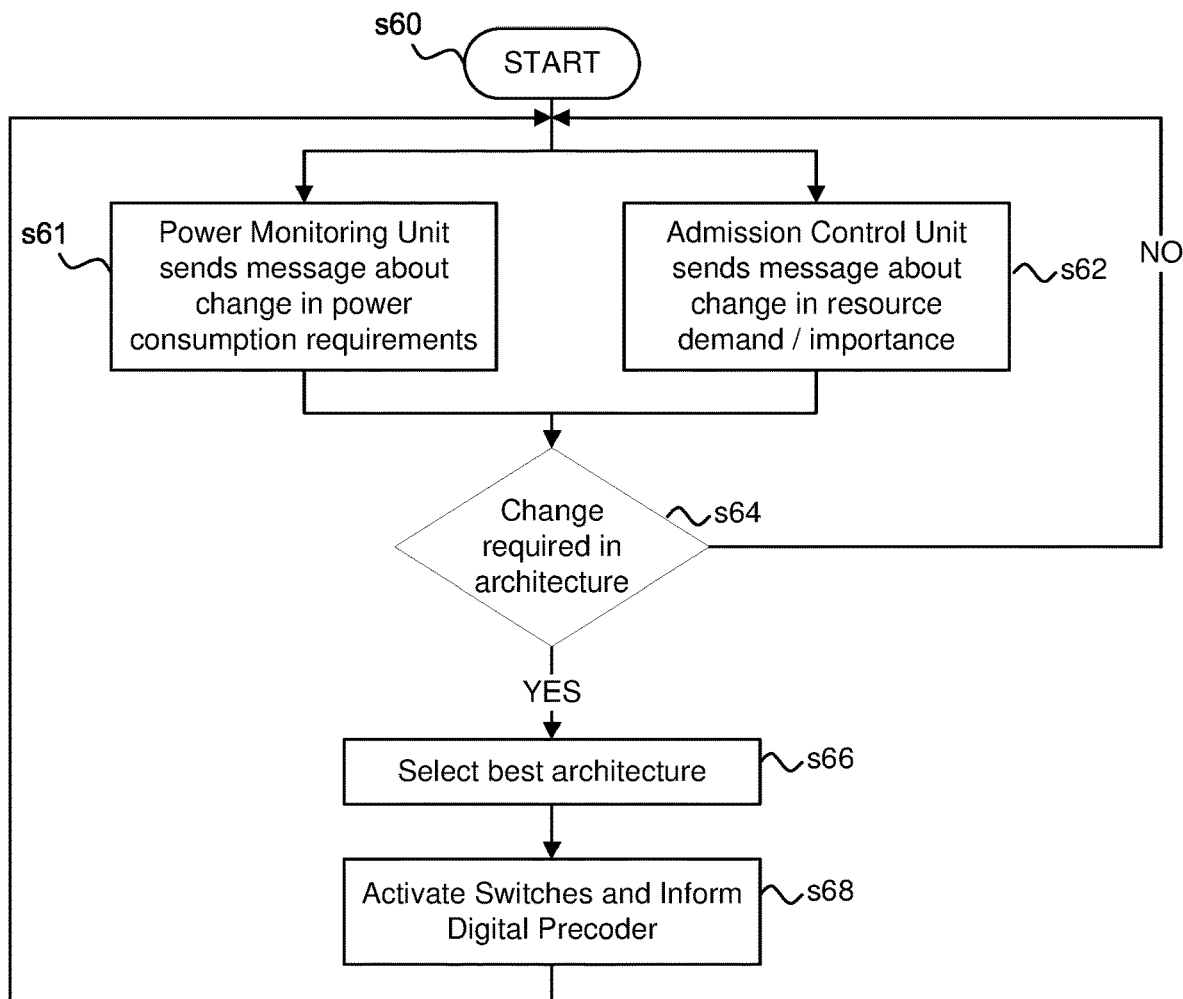 s60
START
s61
Power Monitoring Unit
sends message about
change in power
consumption requirements
Admission Control Unit
sends message about
change in resource
demand / importance
s62
NO
Change
required in
architecture
s64
YES
Select best architecture
s66
Activate Switches and Inform
Digital Precoder
s68